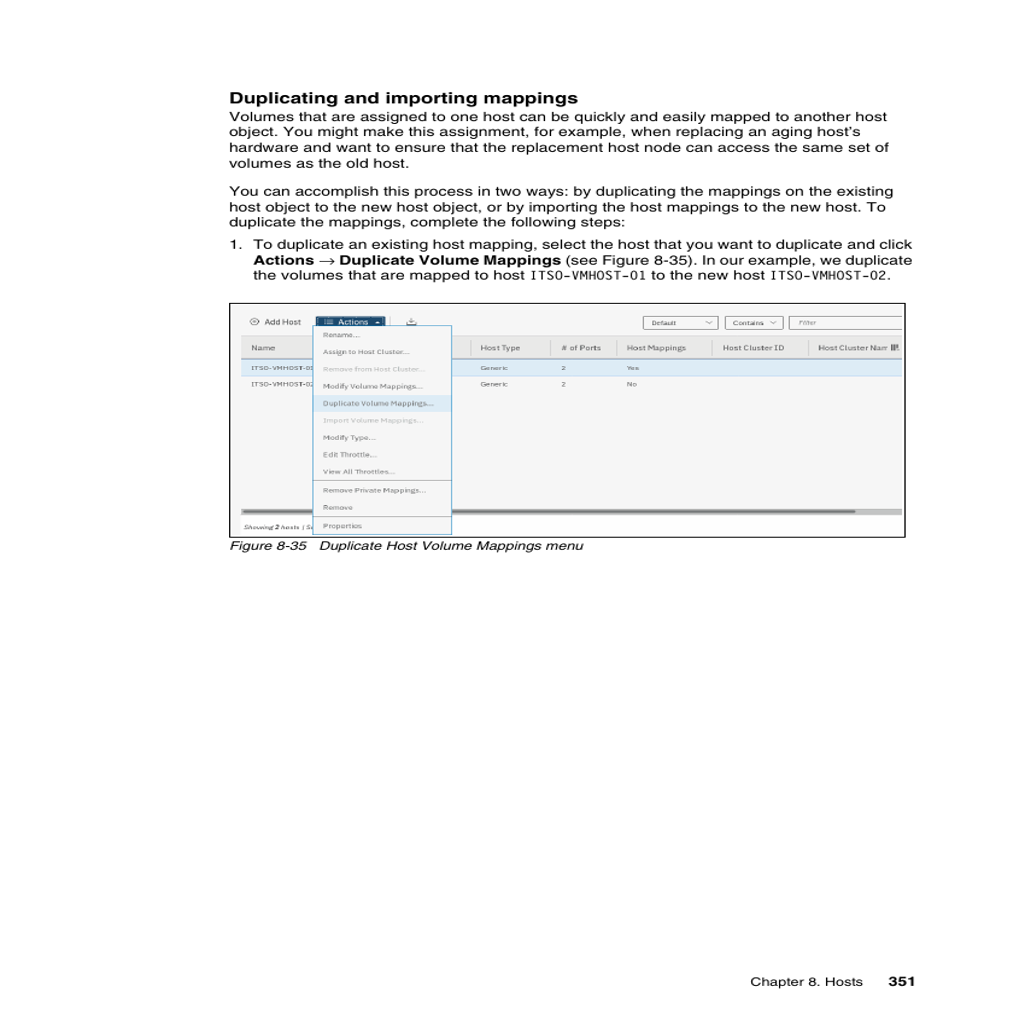 Duplicating and importing mappings
Volumes that are assigned to one host can be quickly and easily mapped to another host
object. You might make this assignment, for example, when replacing an aging host's
hardware and want to ensure that the replacement host node can access the same set of
volumes as the old host.
You can accomplish this process in two ways: by duplicating the mappings on the existing
host object to the new host object, or by importing the host mappings to the new host. To
duplicate the mappings, complete the following steps:
1. To duplicate an existing host mapping, select the host that you want to duplicate and click
Actions → Duplicate Volume Mappings (see Figure 8-35). In our example, we duplicate
the volumes that are mapped to host ITSO-VMHOST-01 to the new host ITSO-VMHOST-02.
Add Host Actions Default Contains Filter
Name Host Type # of Ports Host Mappings Host Cluster ID Host Cluster Nam
ITSO-VMHOST-01 Generic 2 Yes
ITSO-VMHOST-02 Generic 2 No
Rename...
Assign to Host Cluster...
Remove from Host Cluster...
Modify Volume Mappings...
Duplicate Volume Mappings...
Import Volume Mappings...
Modify Type...
Edit Throttle...
View All Throttles...
Remove Private Mappings...
Remove
Properties
Showing 2 hosts |
Figure 8-35 Duplicate Host Volume Mappings menu
Chapter 8. Hosts 351